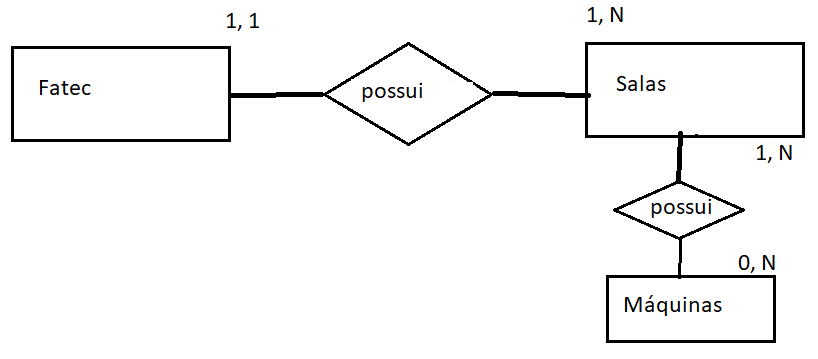 1, 1
1, N
Fatec
possui
Salas
1, N
possui
0, N
Máquinas